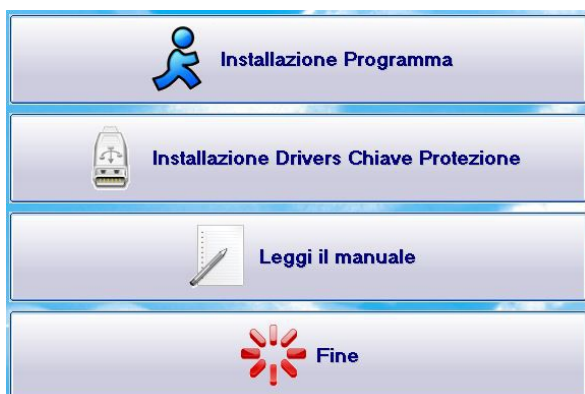 Installazione Programma
Installazione Drivers Chiave Protezione
Leggi il manuale
Fine